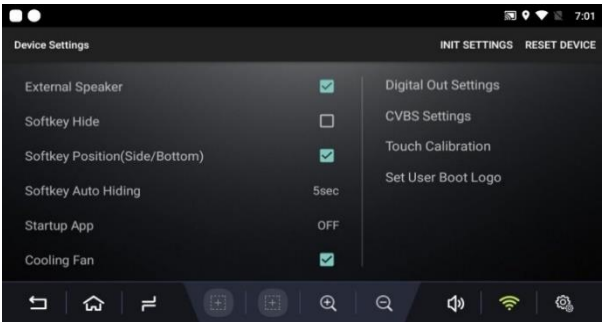 7:01
Device Settings
INIT SETTINGS RESET DEVICE
External Speaker
Softkey Hide
Softkey Position(Side/Bottom)
Softkey Auto Hiding 5sec
Startup App OFF
Cooling Fan
Digital Out Settings
CVBS Settings
Touch Calibration
Set User Boot Logo